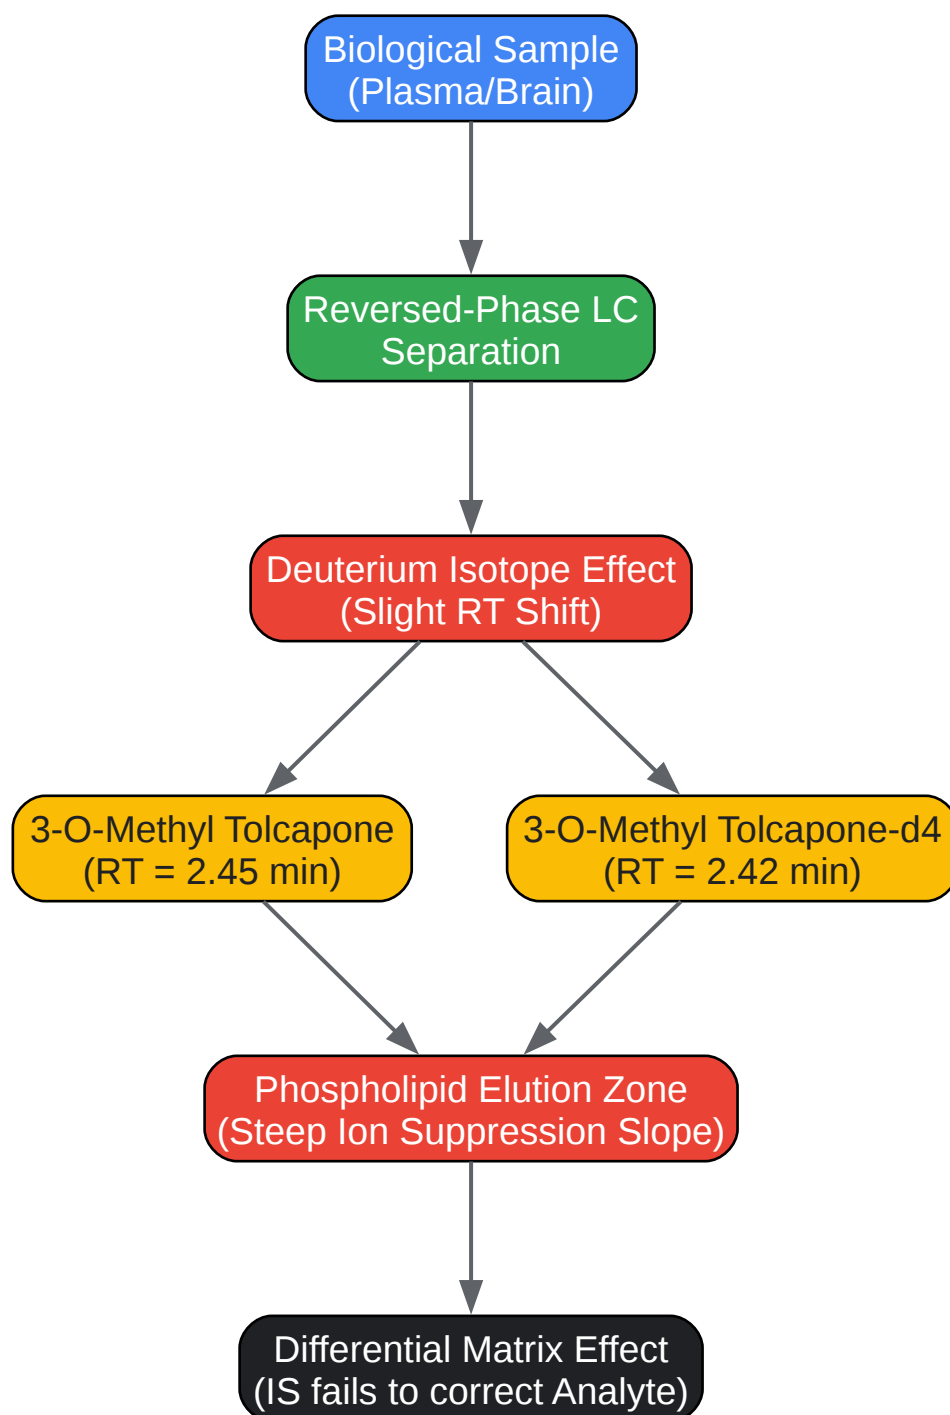 Biological Sample
(Plasma/Brain)
Reversed-Phase LC
Separation
Deuterium Isotope Effect
(Slight RT Shift)
3-O-Methyl Tolcapone
(RT = 2.45 min)
3-O-Methyl Tolcapone-d4
(RT = 2.42 min)
Phospholipid Elution Zone
(Steep Ion Suppression Slope)
Differential Matrix Effect
(IS fails to correct Analyte)